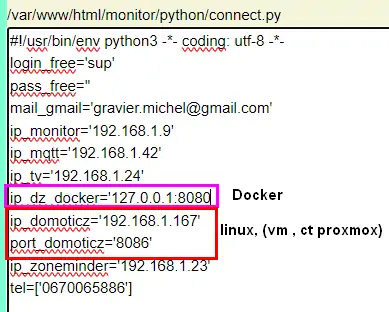 /var/www/html/monitor/python/connect.py
#!/usr/bin/env python3 -*- coding: utf-8 -*-
login_free='sup'
pass_free=''
mail_gmail='gravier.michel@gmail.com'
ip_monitor='192.168.1.9'
ip_mqtt='192.168.1.42'
ip_tv='192.168.1.24'
ip_dz_docker='127.0.0.1:8080 Docker
ip_domoticz='192.168.1.167' linux, (vm , ct proxmox)
port_domoticz='8086'
ip_zoneminder='192.168.1.23'
tel=['0670065886']